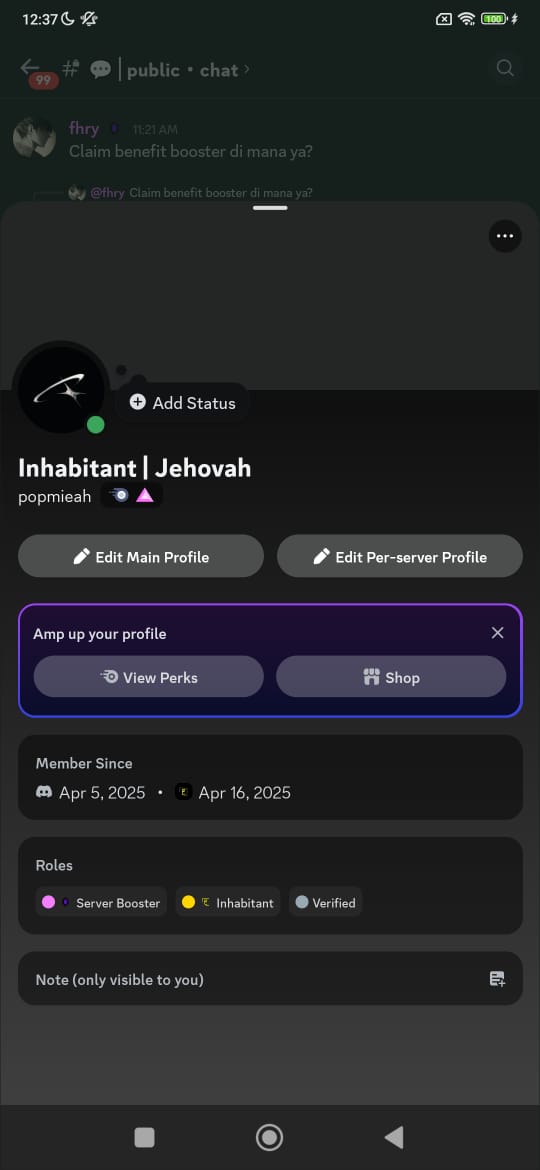 12:37
100
99
public • chat
fhry 11:21 AM
Claim benefit booster di mana ya?
@fhry Claim benefit booster di mana ya?
Add Status
Inhabitant | Jehovah
popmieah
Edit Main Profile
Edit Per-server Profile
Amp up your profile
View Perks
Shop
Member Since
Apr 5, 2025 • Apr 16, 2025
Roles
Server Booster
Inhabitant
Verified
Note (only visible to you)